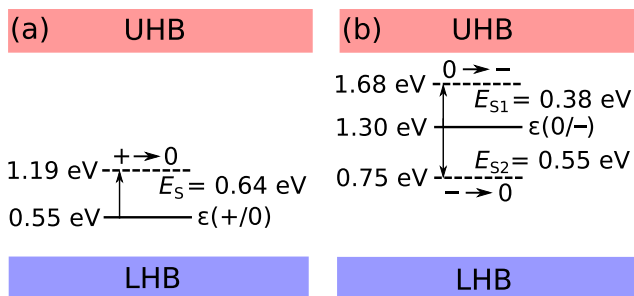 (a) UHB
+→0
1.19 eV
E_S = 0.64 eV
0.55 eV ε(+/0)
LHB
(b) UHB
0→−
1.68 eV
E_S1 = 0.38 eV
1.30 eV ε(0/−)
E_S2 = 0.55 eV
0.75 eV
−→0
LHB